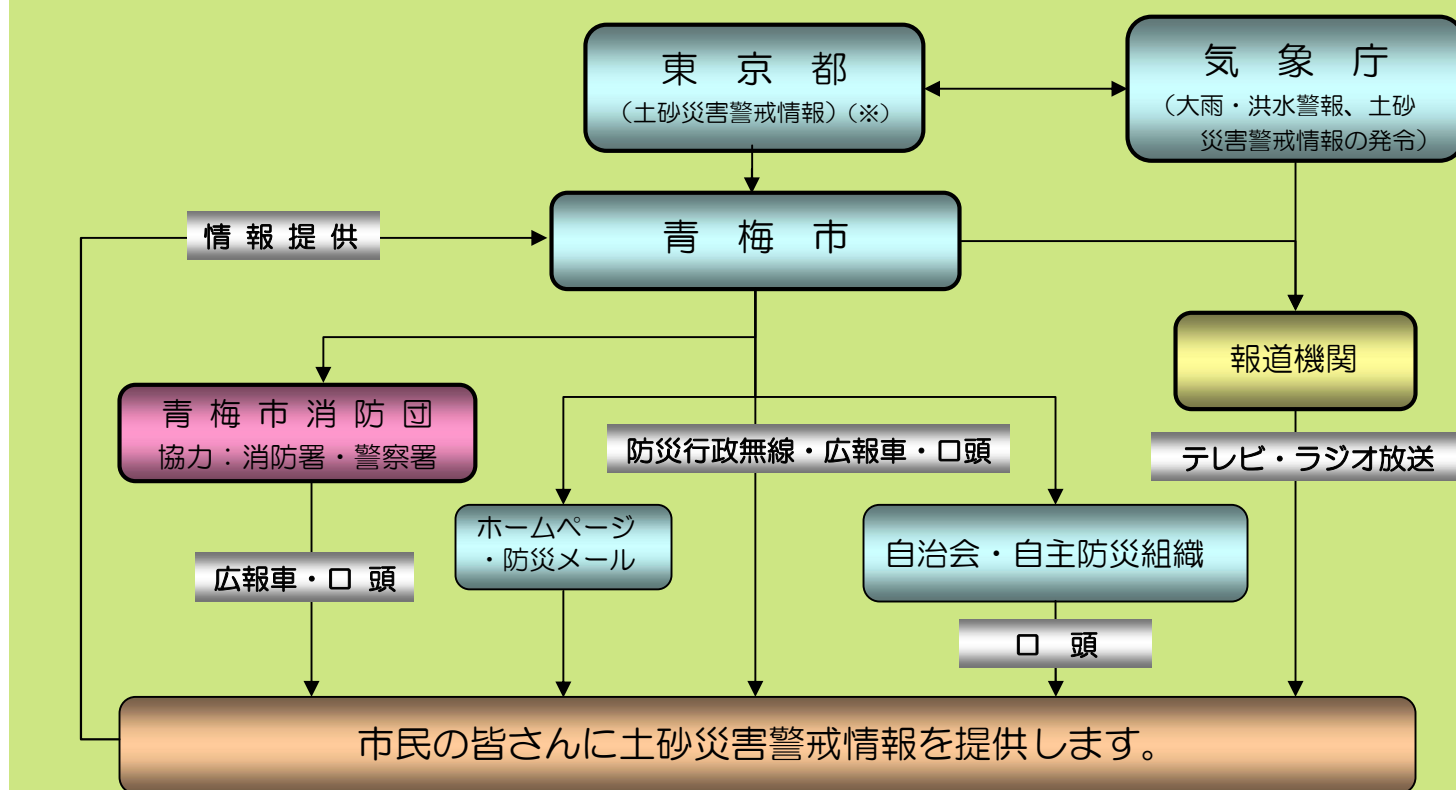 東京都
（土砂災害警戒情報）（※）
気象庁
（大雨・洪水警報、土砂
災害警戒情報の発令）
情報提供
青梅市
報道機関
青梅市消防団
協力：消防署・警察署
防災行政無線・広報車・口頭
テレビ・ラジオ放送
ホームページ
・防災メール
自治会・自主防災組織
広報車・口頭
口頭
市民の皆さんに土砂災害警戒情報を提供します。